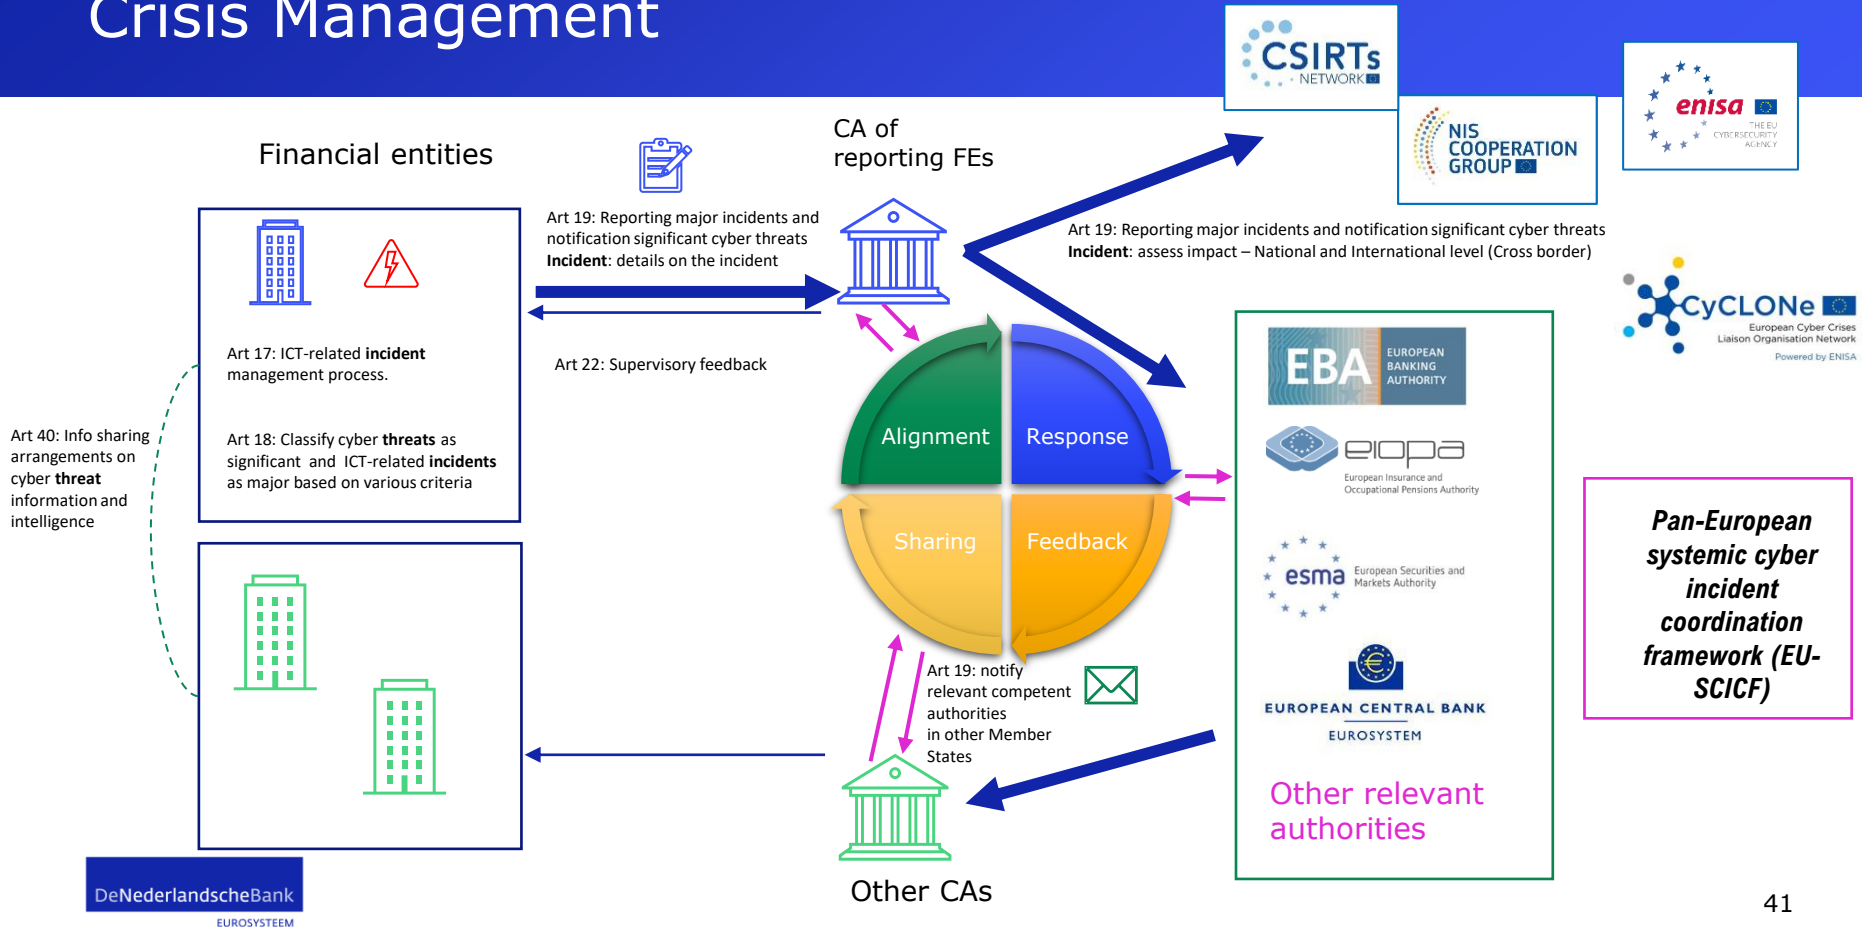 Crisis Management
CSIRTs
NETWORK
NIS
COOPERATION
GROUP
enisa
THE EU
CYBERSECURITY
AGENCY
Financial entities
CA of
reporting FEs
Art 19: Reporting major incidents and
notification significant cyber threats
Incident: details on the incident
Art 19: Reporting major incidents and notification significant cyber threats
Incident: assess impact – National and International level (Cross border)
Art 22: Supervisory feedback
Art 17: ICT-related incident
management process.
Art 18: Classify cyber threats as
significant and ICT-related incidents
as major based on various criteria
Art 40: Info sharing
arrangements on
cyber threat
information and
intelligence
Alignment
Response
Sharing
Feedback
Art 19: notify
relevant competent
authorities
in other Member
States
Other CAs
EBA
EUROPEAN
BANKING
AUTHORITY
eiopa
European Insurance and
Occupational Pensions Authority
esma
European Securities and
Markets Authority
EUROPEAN CENTRAL BANK
EUROSYSTEM
Other relevant
authorities
CyCLONe
European Cyber Crises
Liaison Organisation Network
Powered by ENISA
Pan-European
systemic cyber
incident
coordination
framework (EU-
SCICF)
DeNederlandscheBank
EUROSYSTEEM
41